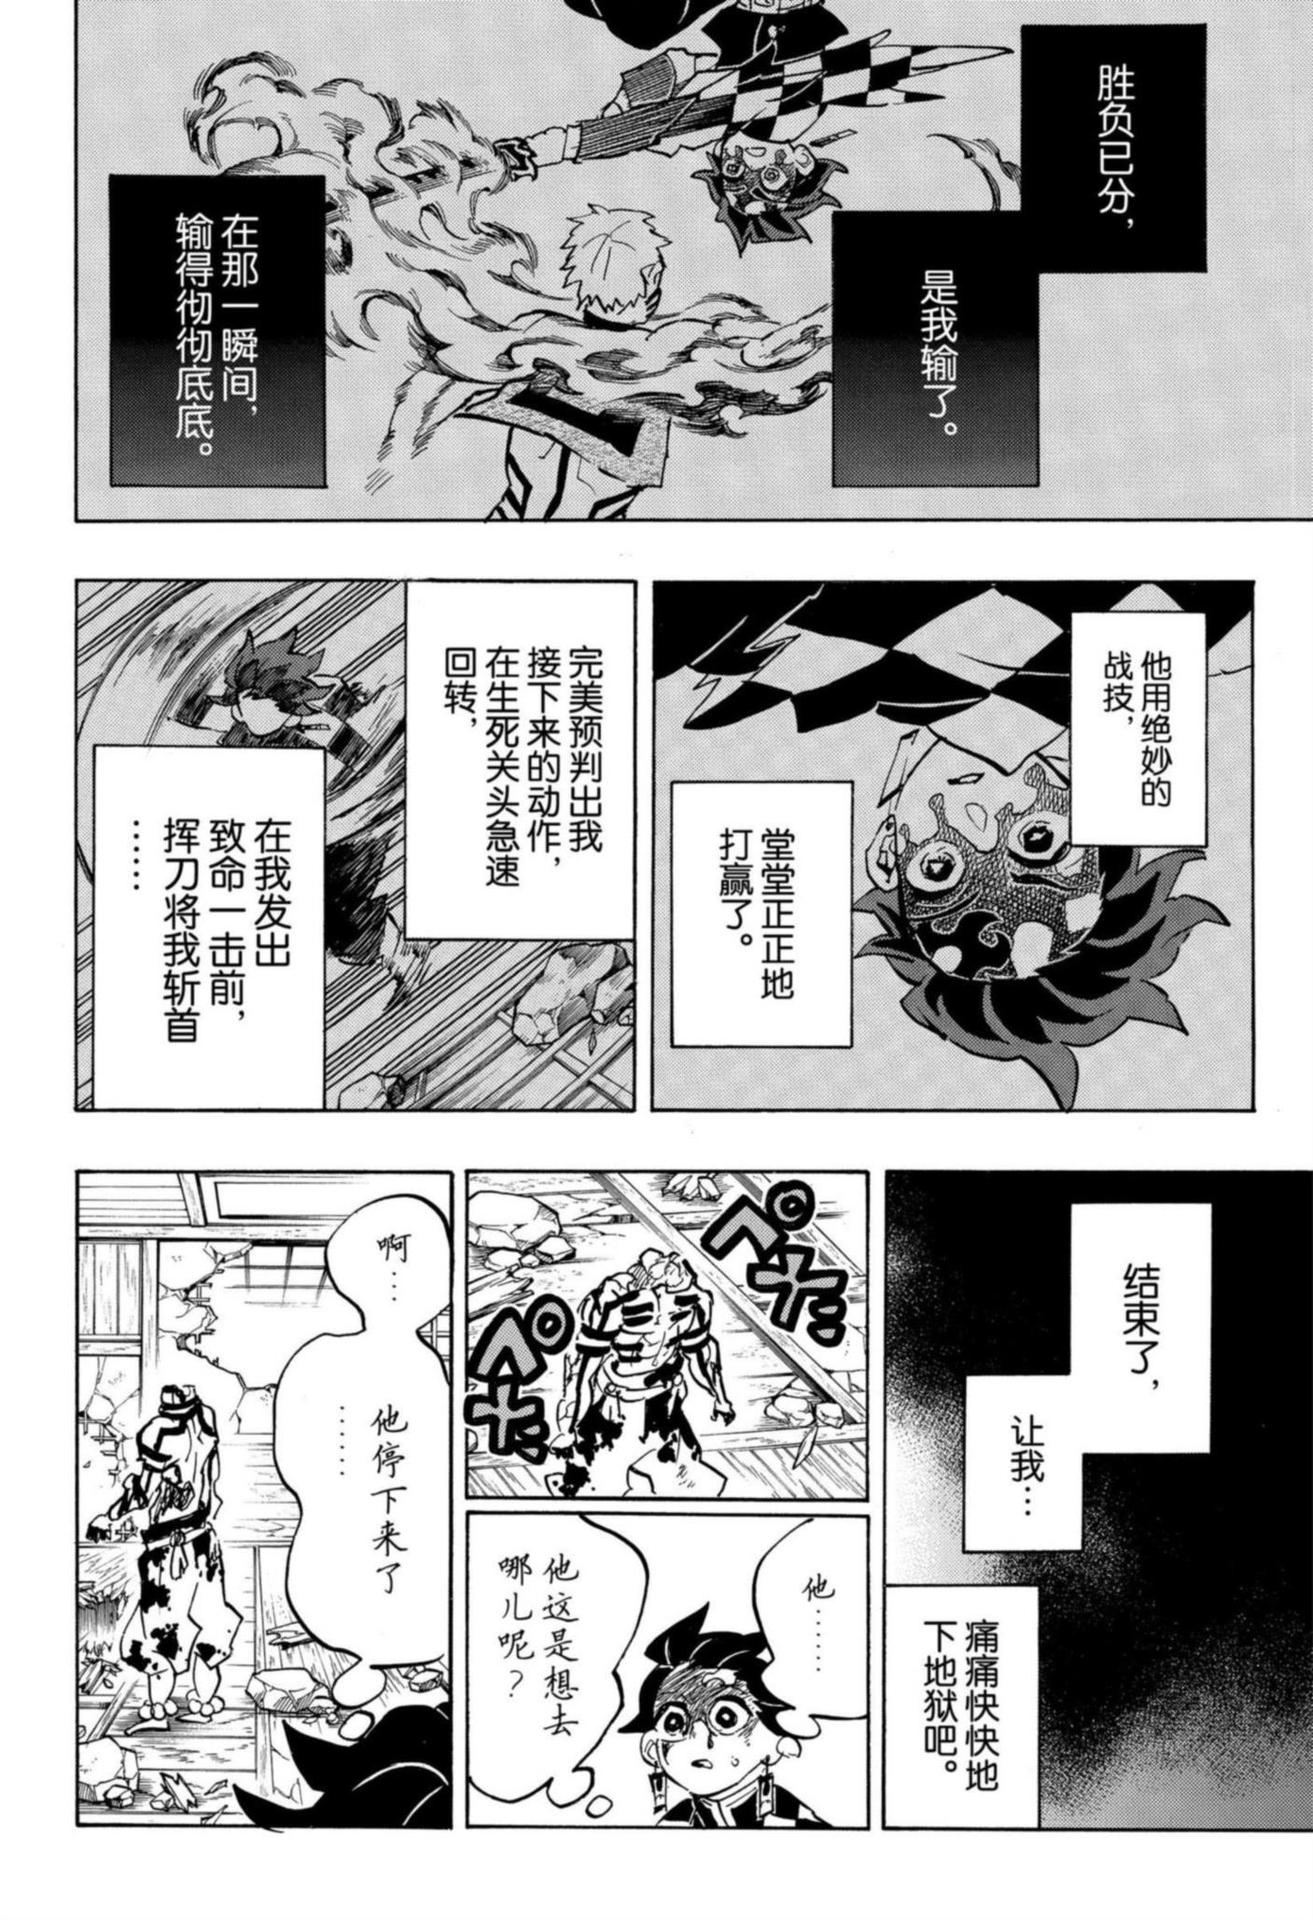 胜负已分，
是我输了。
在那一瞬间，
输得彻彻底底。
他用绝妙的
战技，
堂堂正正地
打赢了。
完美预判出我
接下来的动作，
在生死关头急速
回转，
在我发出
致命一击前，
挥刀将我斩首
……
结束了，
让我…
痛痛快快地
下地狱吧。
ペタ
ペタ
他……
他这是想去
哪儿呢？
啊……
他停下来了
……